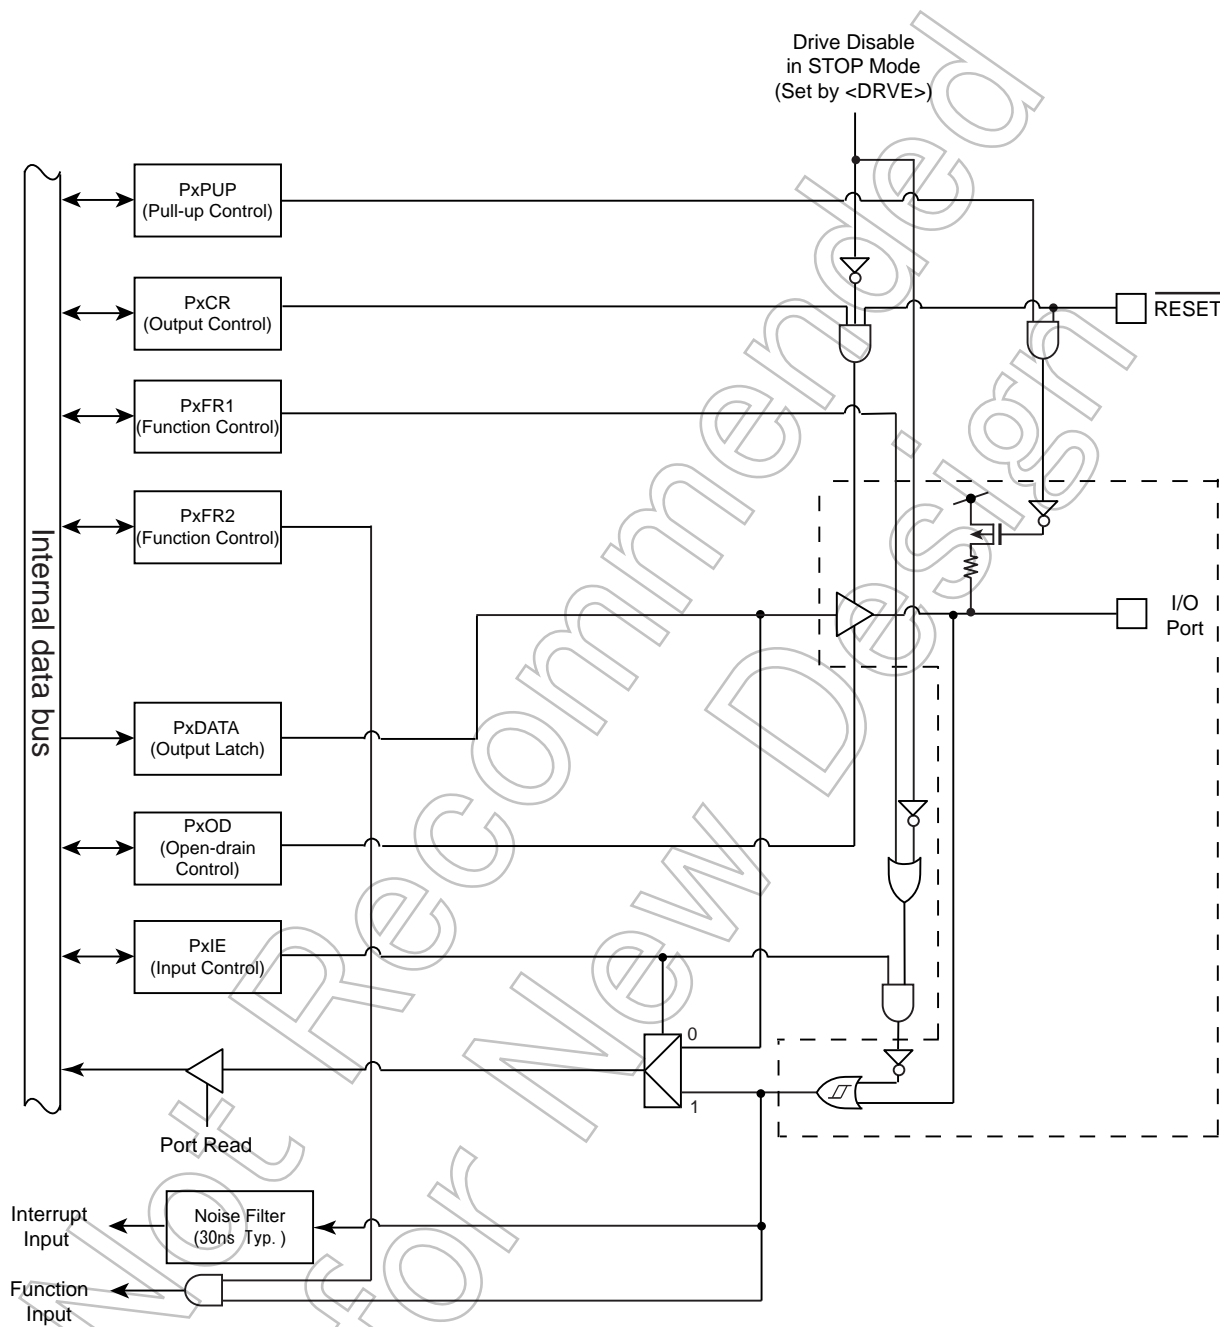 Drive Disable
in STOP Mode
(Set by <DRVE>)
PxPUP
(Pull-up Control)
PxCR
(Output Control)
RESET
PxFR1
(Function Control)
PxFR2
(Function Control)
Internal data bus
I/O
Port
PxDATA
(Output Latch)
PxOD
(Open-drain
Control)
PxIE
(Input Control)
0
1
Port Read
Interrupt
Input
Noise Filter
(30ns Typ. )
Function
Input
Not Recommended
for New Design